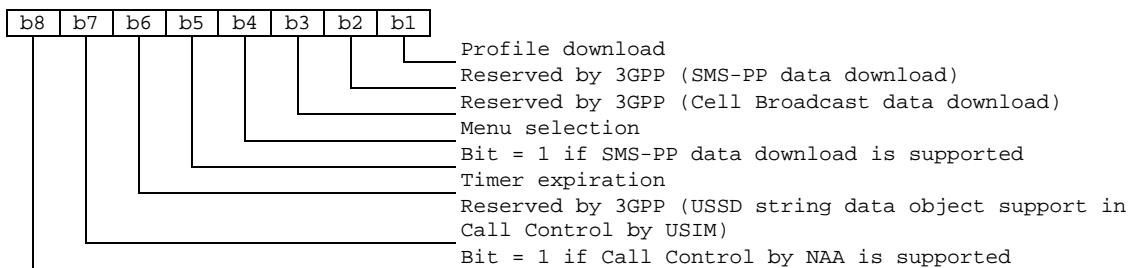 b8 b7 b6 b5 b4 b3 b2 b1
Profile download
Reserved by 3GPP (SMS-PP data download)
Reserved by 3GPP (Cell Broadcast data download)
Menu selection
Bit = 1 if SMS-PP data download is supported
Timer expiration
Reserved by 3GPP (USSD string data object support in
Call Control by USIM)
Bit = 1 if Call Control by NAA is supported